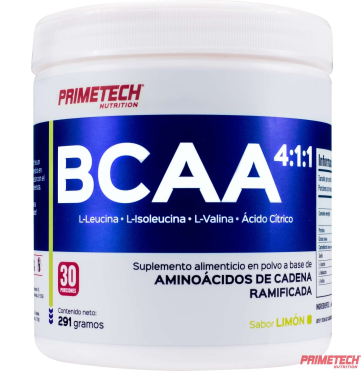 PRIMETECH®
NUTRITION
BCAA 4:1:1
L-Leucina • L-Isoleucina • L-Valina • Ácido Cítrico
30
PORCIONES
Suplemento alimenticio en polvo a base de
AMINOÁCIDOS DE CADENA
RAMIFICADA
Contenido neto:
291 gramos
Sabor LIMÓN
PRIMETECH
NUTRITION